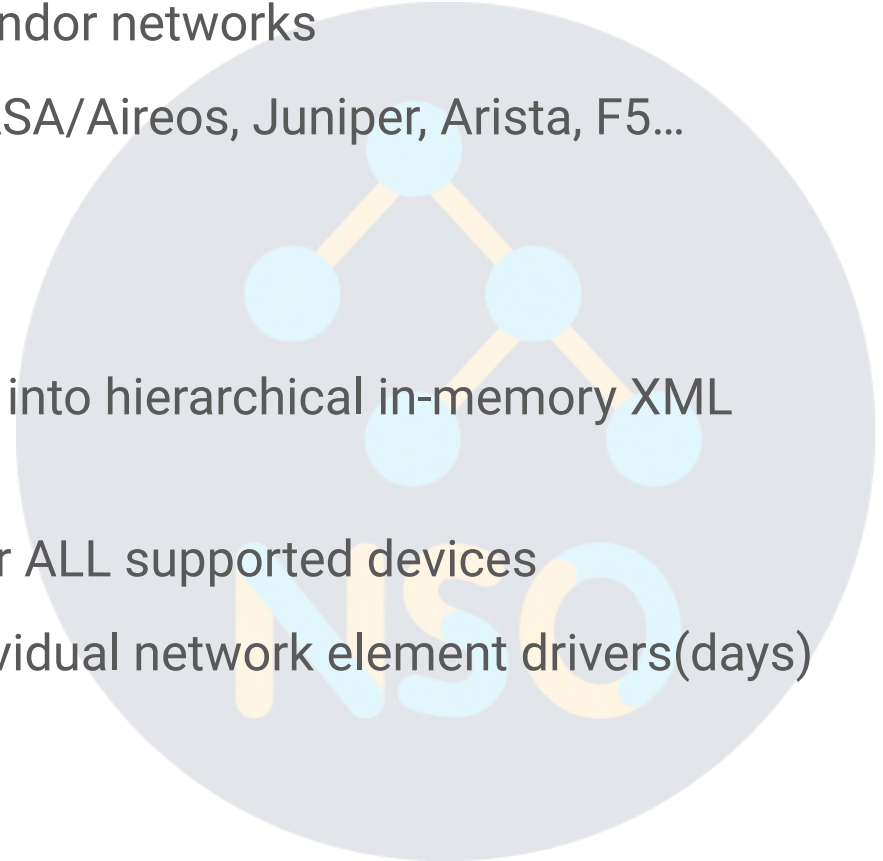 ndor networks
SA/Aireos, Juniper, Arista, F5...
into hierarchical in-memory XML
r ALL supported devices
vidual network element drivers(days)
NSO